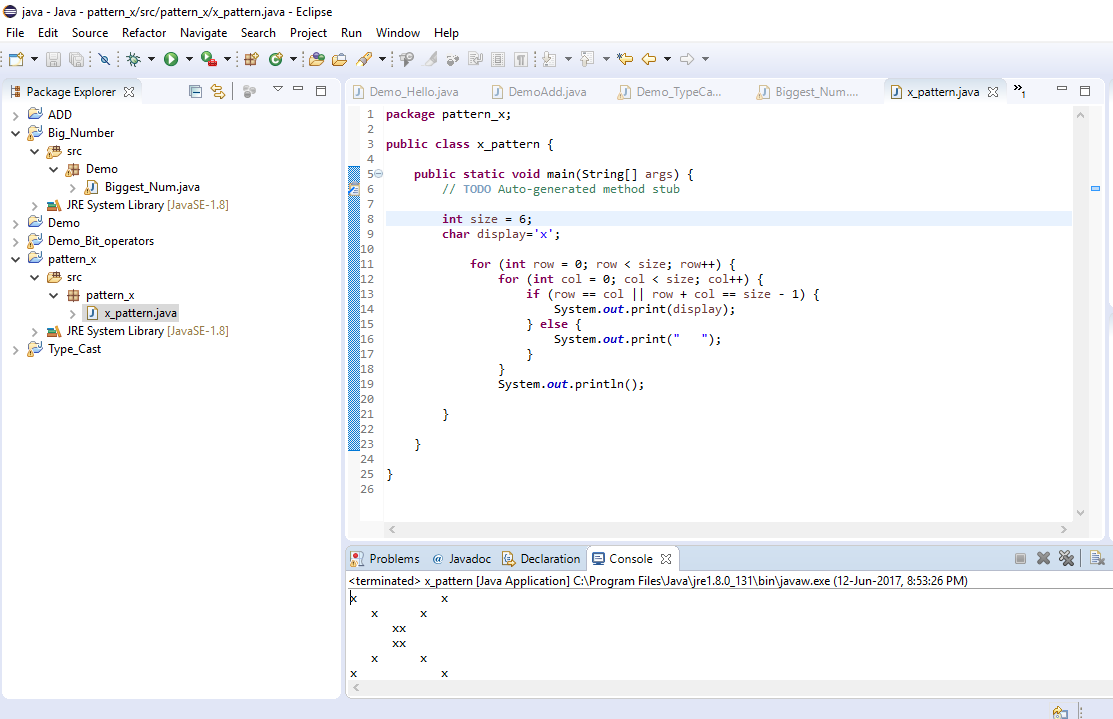 java - Java - pattern_x/src/pattern_x/x_pattern.java - Eclipse
File Edit Source Refactor Navigate Search Project Run Window Help
Package Explorer
ADD
Big_Number
src
Demo
Biggest_Num.java
JRE System Library [JavaSE-1.8]
Demo
Demo_Bit_operators
pattern_x
src
pattern_x
x_pattern.java
JRE System Library [JavaSE-1.8]
Type_Cast
Demo_Hello.java DemoAdd.java Demo_TypeCa... Biggest_Num.... x_pattern.java »1
1 package pattern_x;
2
3 public class x_pattern {
4
5 public static void main(String[] args) {
6 // TODO Auto-generated method stub
7
8 int size = 6;
9 char display='x';
10
11 for (int row = 0; row < size; row++) {
12 for (int col = 0; col < size; col++) {
13 if (row == col || row + col == size - 1) {
14 System.out.print(display);
15 } else {
16 System.out.print("   ");
17 }
18 }
19 System.out.println();
20
21 }
22
23 }
24
25 }
26
Problems @ Javadoc Declaration Console
<terminated> x_pattern [Java Application] C:\Program Files\Java\jre1.8.0_131\bin\javaw.exe (12-Jun-2017, 8:53:26 PM)
x            x
   x      x
      xx
      xx
   x      x
x            x